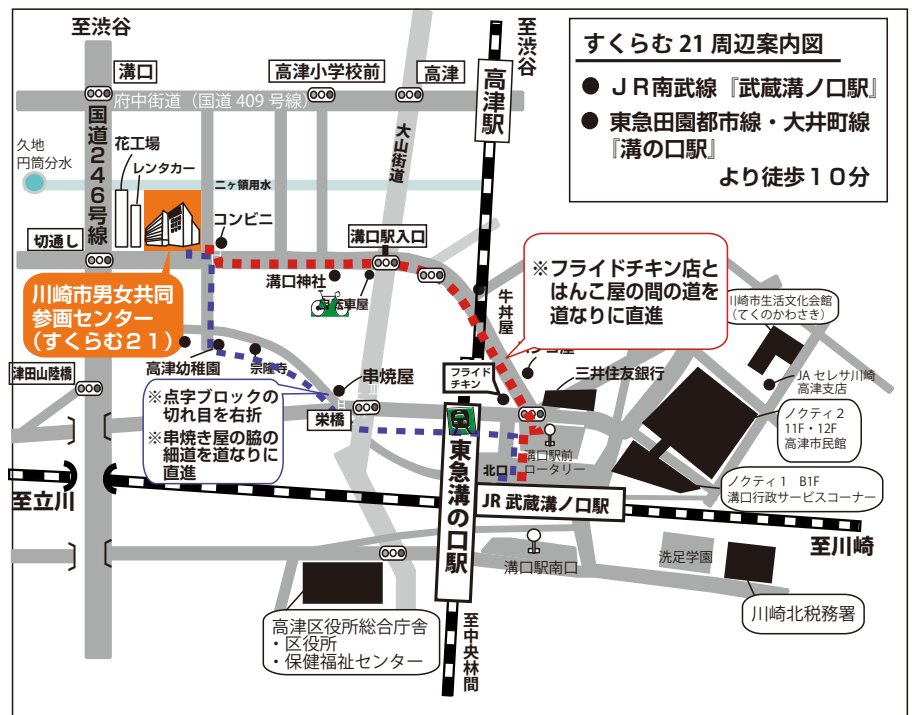 至渋谷
至渋谷
すくらむ21周辺案内図
● JR南武線『武蔵溝ノ口駅』
● 東急田園都市線・大井町線
『溝の口駅』
より徒歩10分
溝口
高津小学校前
高津
高津駅
府中街道（国道409号線）
国道246号線
大山街道
久地
円筒分水
花工場
レンタカー
二ヶ領用水
コンビニ
切通し
溝口駅入口
溝口神社
自転車屋
牛丼屋
※フライドチキン店と
はんこ屋の間の道を
道なりに直進
川崎市男女共同
参画センター
(すくらむ21)
川崎市生活文化会館
（てくのかわさき）
高津幼稚園
宗隆寺
津田山陸橋
串焼屋
フライド
チキン
三井住友銀行
JA セレサ川崎
高津支店
※点字ブロックの
切れ目を右折
※串焼き屋の脇の
細道を道なりに
直進
栄橋
ノクティ2
11F・12F
高津市民館
溝口駅前
ロータリー
北口
東急溝の口駅
JR 武蔵溝ノ口駅
ノクティ1 B1F
溝口行政サービスコーナー
至立川
至川崎
溝口駅南口
洗足学園
川崎北税務署
高津区役所総合庁舎
・区役所
・保健福祉センター
至中央林間